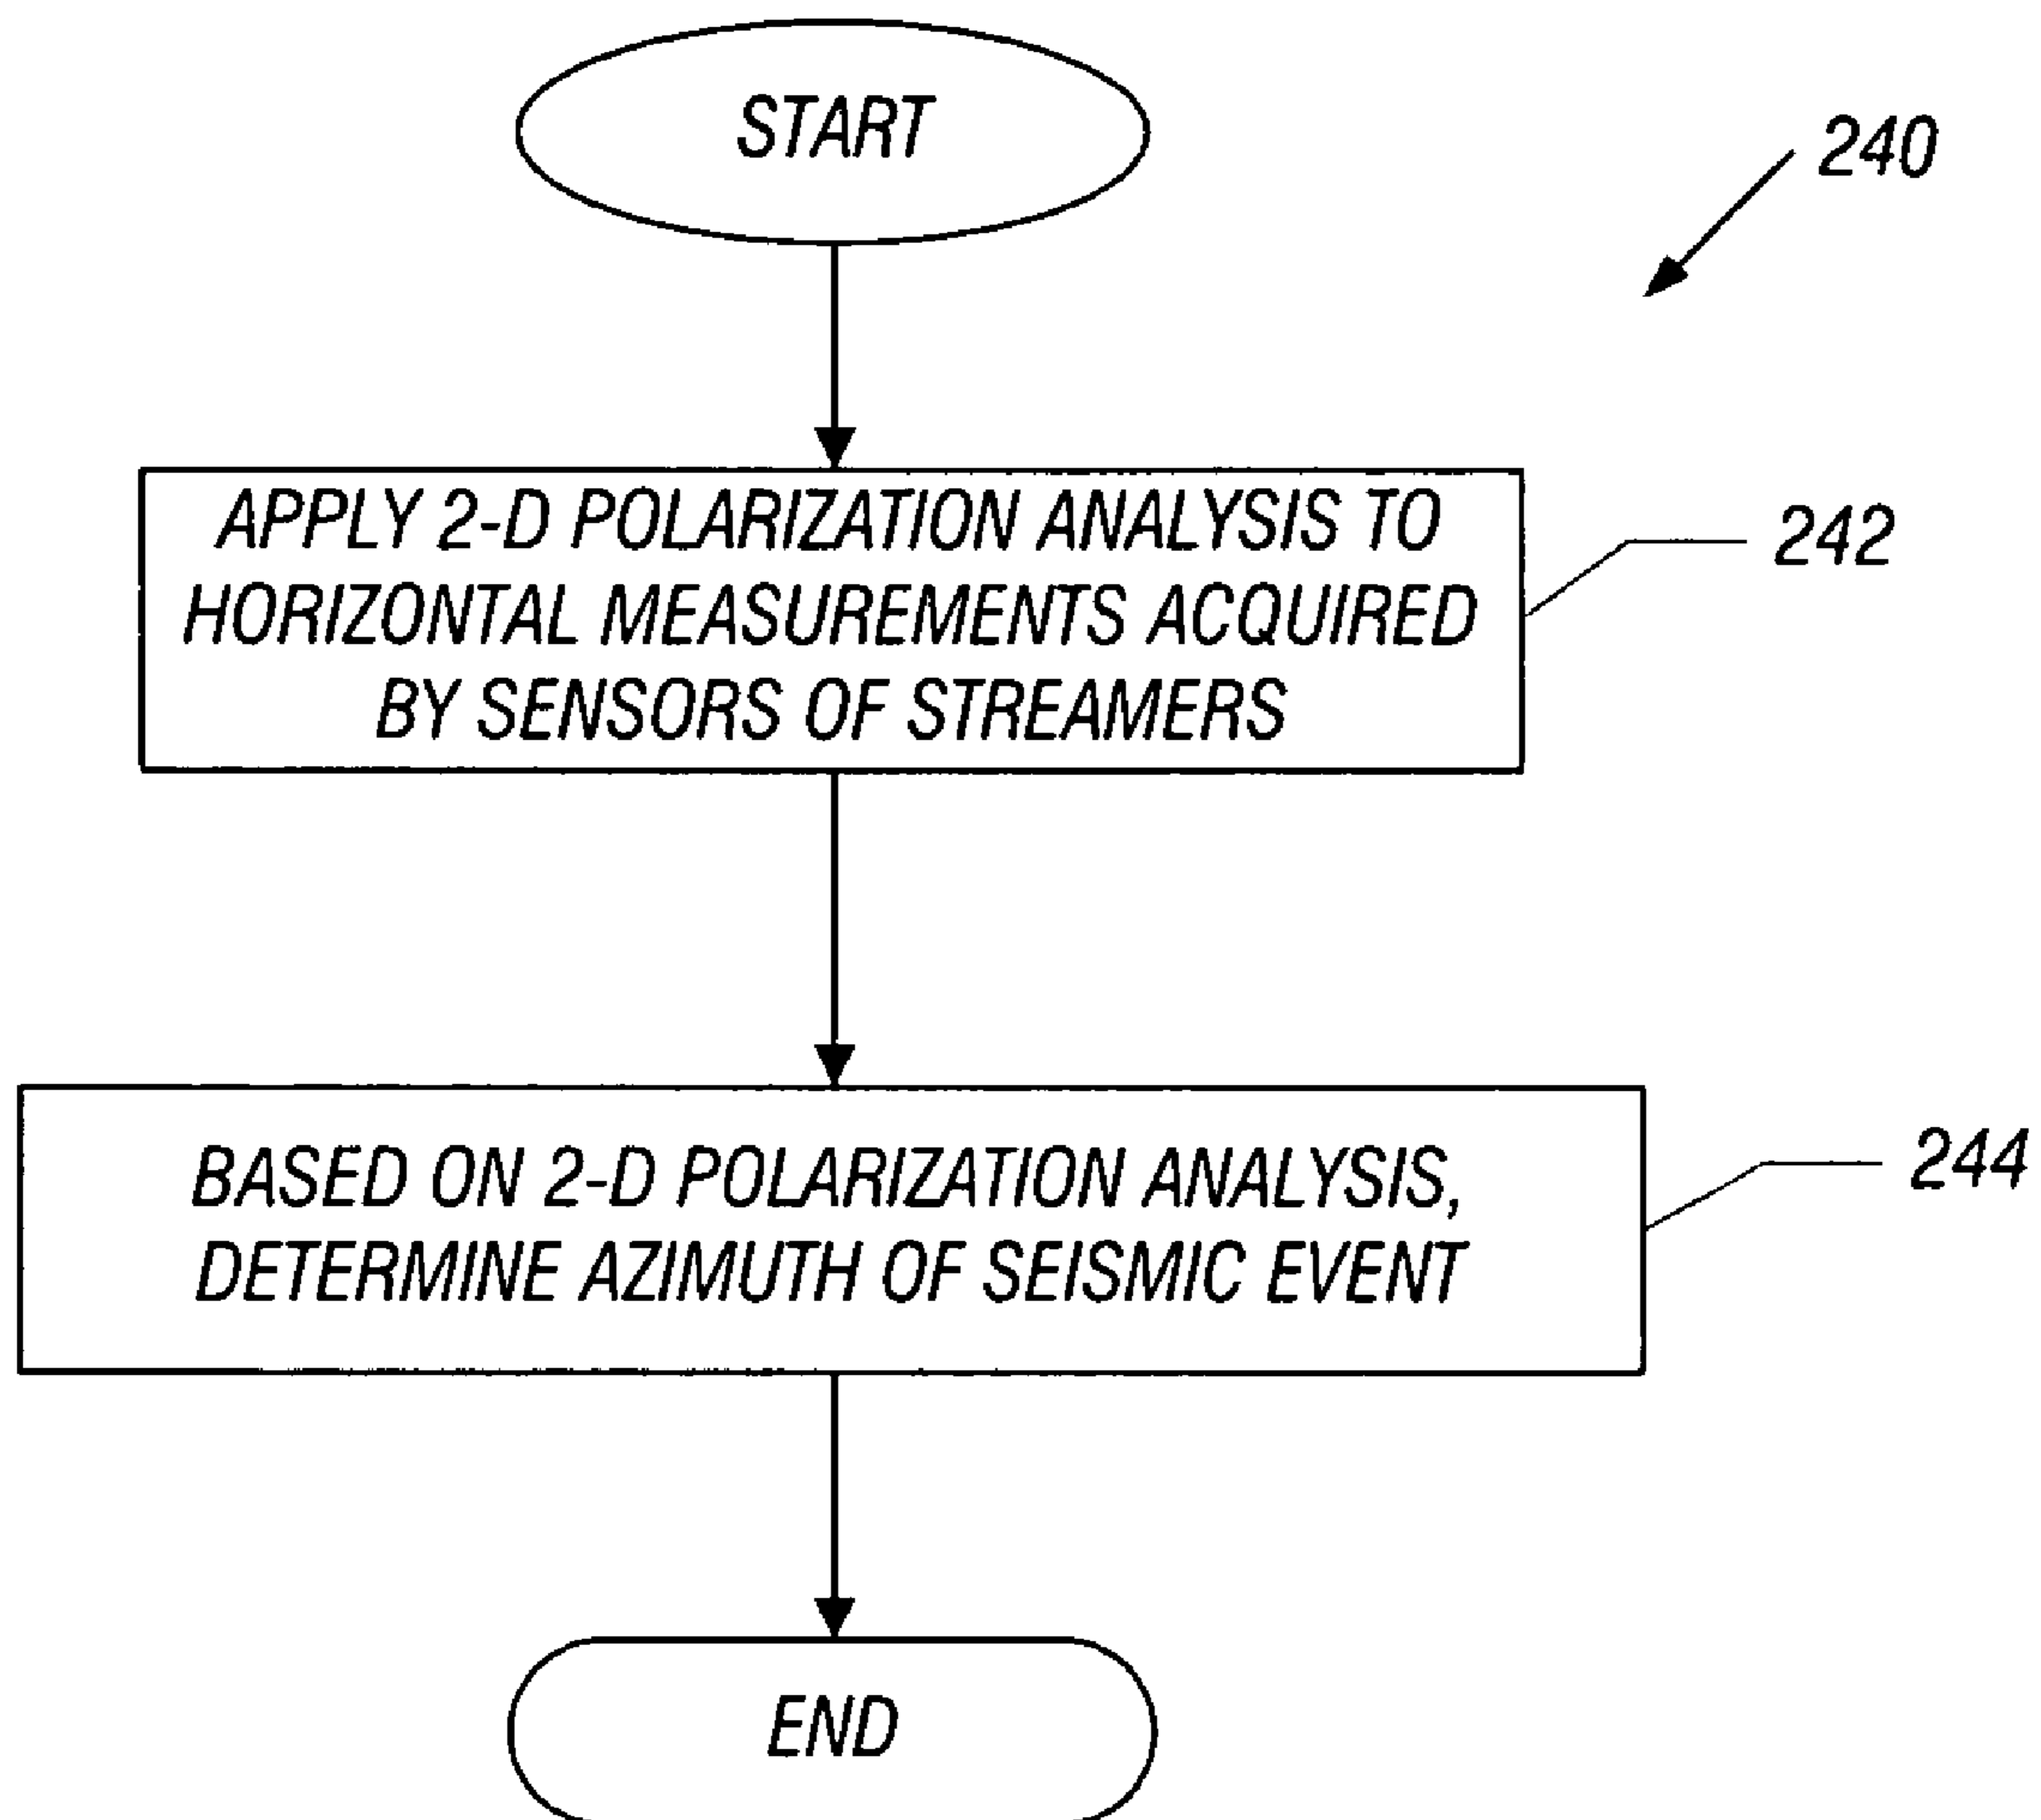 START
240
APPLY 2-D POLARIZATION ANALYSIS TO
HORIZONTAL MEASUREMENTS ACQUIRED
BY SENSORS OF STREAMERS
242
BASED ON 2-D POLARIZATION ANALYSIS,
DETERMINE AZIMUTH OF SEISMIC EVENT
244
END